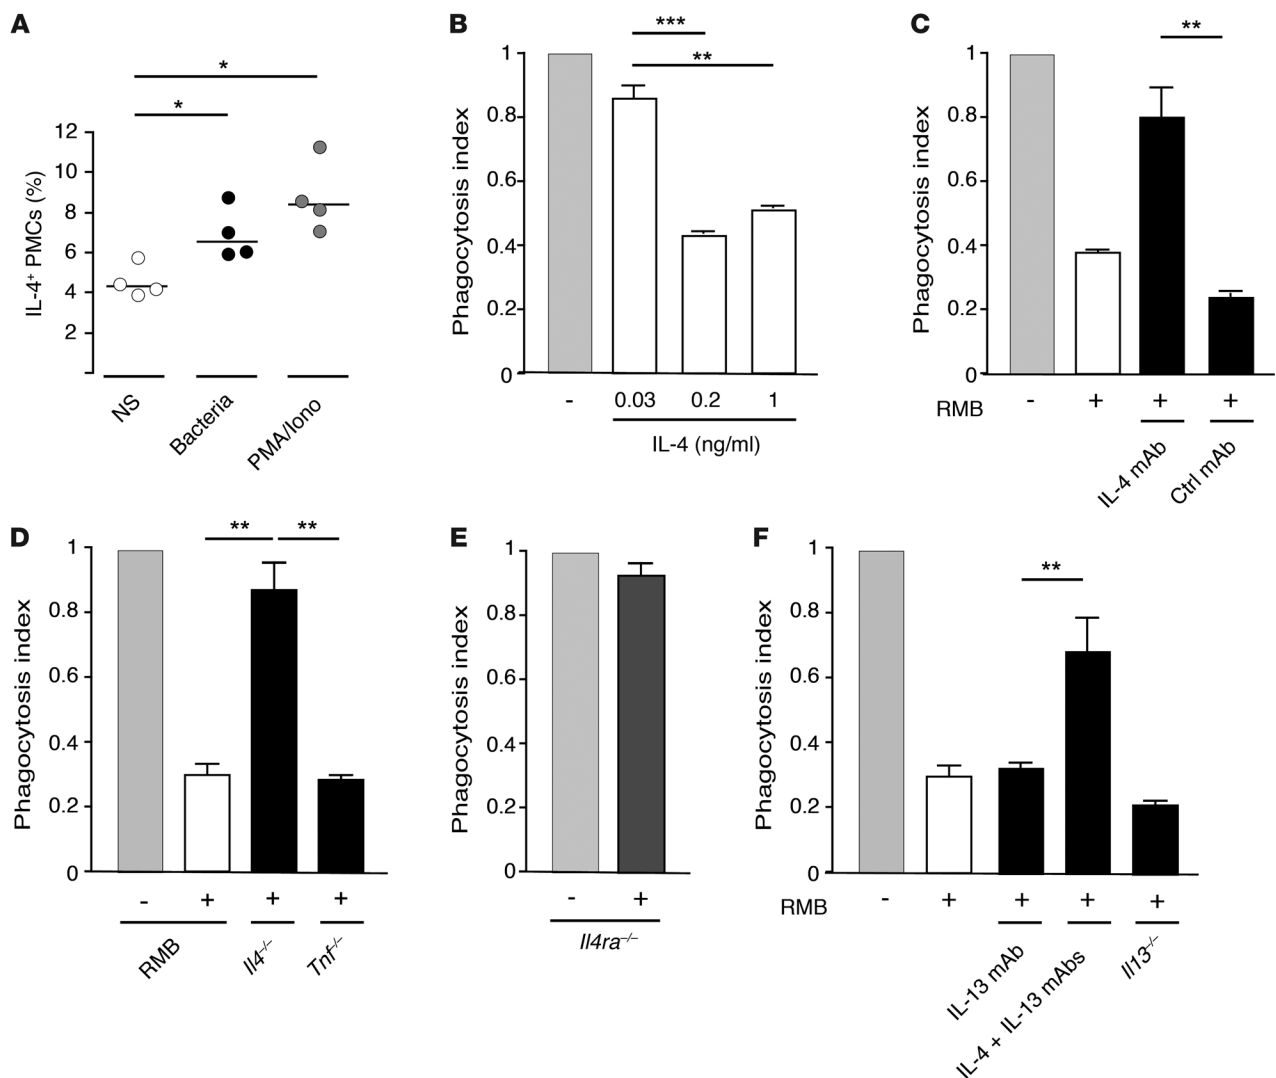 A
*
*
12
10
8
6
4
2
IL-4+ PMCs (%)
NS
Bacteria
PMA/Iono
B
***
**
1
0.8
0.6
0.4
0.2
0
Phagocytosis index
- 0.03 0.2 1
IL-4 (ng/ml)
C
**
1
0.8
0.6
0.4
0.2
0
Phagocytosis index
RMB - + + +
IL-4 mAb
Ctrl mAb
D
** **
1
0.8
0.6
0.4
0.2
0
Phagocytosis index
- + + +
RMB
Il4–/–
Tnf–/–
E
1
0.8
0.6
0.4
0.2
0
Phagocytosis index
- +
Il4ra–/–
F
**
1
0.8
0.6
0.4
0.2
0
Phagocytosis index
RMB - + + + +
IL-13 mAb
IL-4 + IL-13 mAbs
Il13–/–